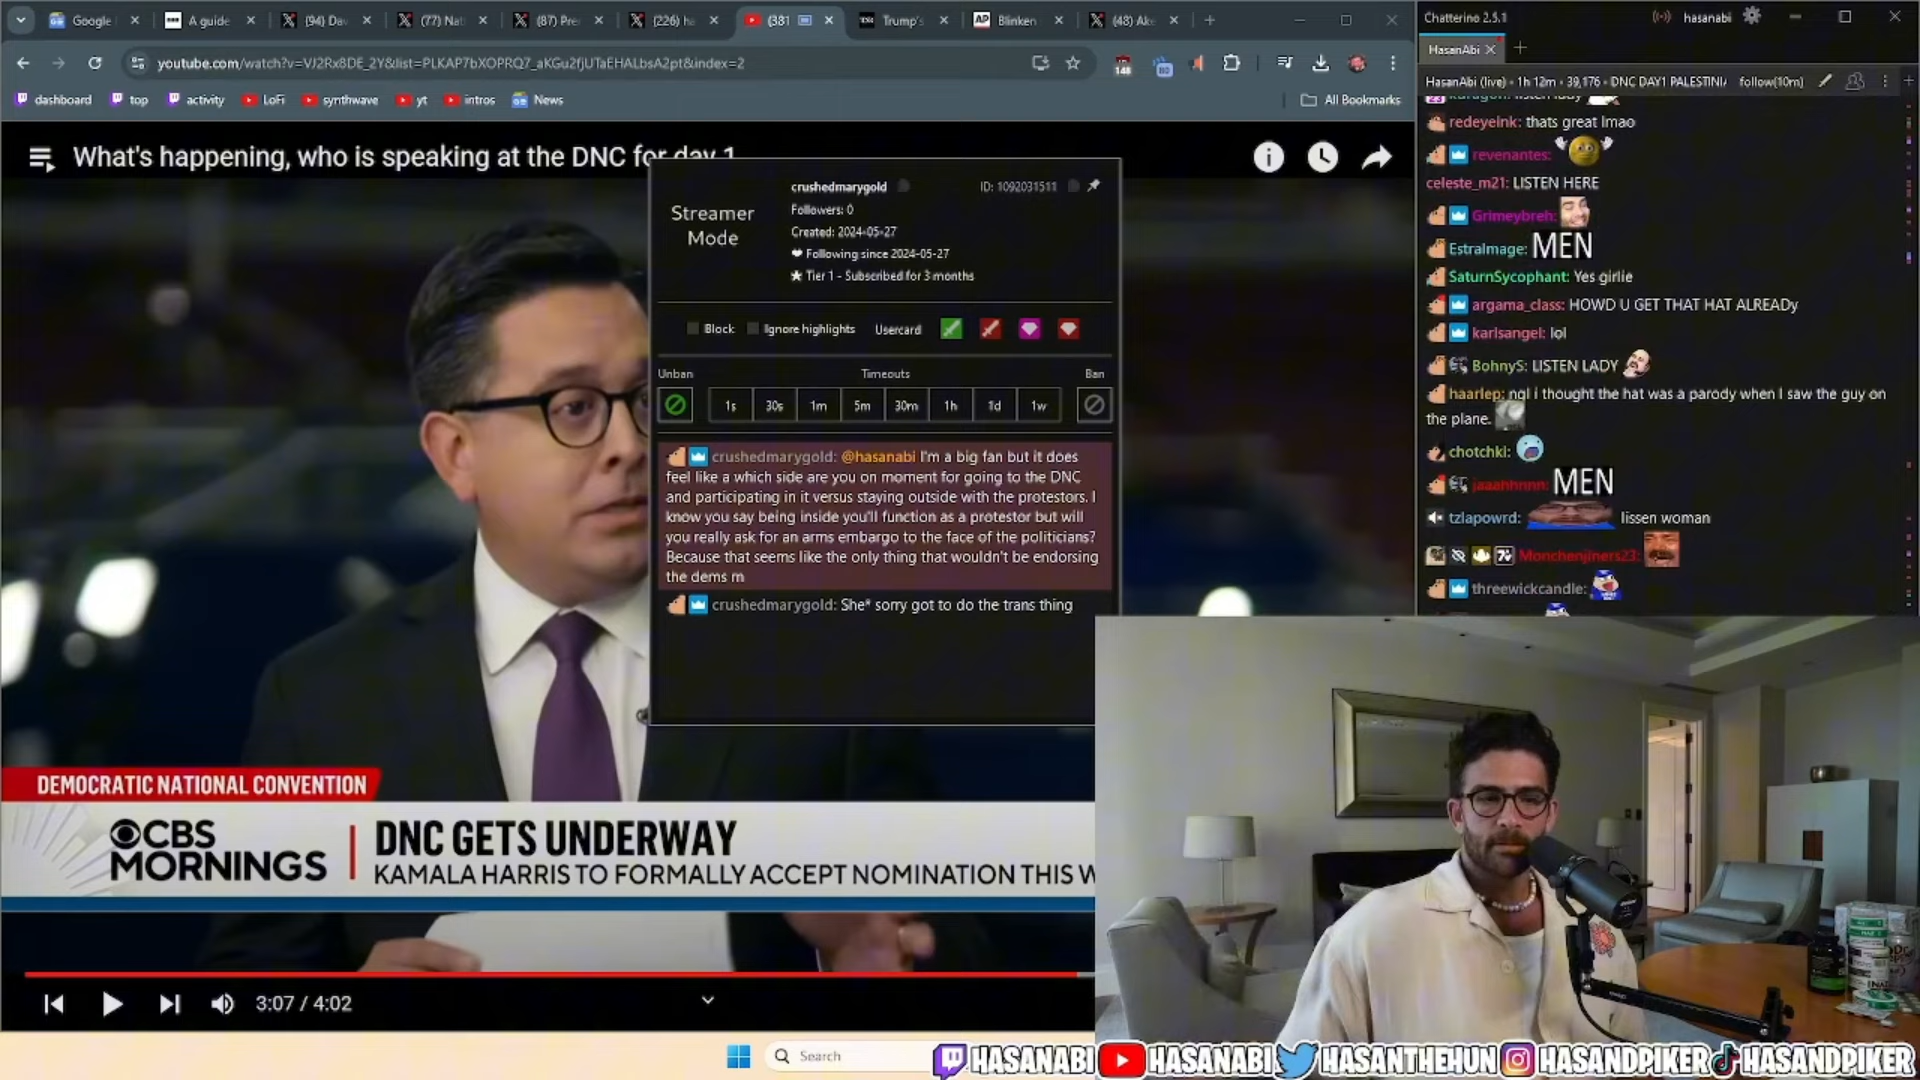 Google
A guide
(94) Dav
(77) Nat
(87) Pre
(226) ha
(381
Trump's
Blinken
(48) Ak
youtube.com/watch?v=VJ2Rx8DE_2Y&list=PLKAP7bXOPRQ7_aKGu2fjUTaEHALbsA2pt&index=2
148
dashboard
top
activity
LoFi
synthwave
yt
intros
News
All Bookmarks
What's happening, who is speaking at the DNC for day 1
Streamer
Mode
crushedmarygold
ID: 1092031511
Followers: 0
Created: 2024-05-27
Following since 2024-05-27
Tier 1 - Subscribed for 3 months
Block
Ignore highlights
Usercard
Unban
Timeouts
Ban
1s
30s
1m
5m
30m
1h
1d
1w
crushedmarygold: @hasanabi I'm a big fan but it does
feel like a which side are you on moment for going to the DNC
and participating in it versus staying outside with the protestors. I
know you say being inside you'll function as a protestor but will
you really ask for an arms embargo to the face of the politicians?
Because that seems like the only thing that wouldn't be endorsing
the dems m
crushedmarygold: She* sorry got to do the trans thing
DEMOCRATIC NATIONAL CONVENTION
CBS
MORNINGS
DNC GETS UNDERWAY
KAMALA HARRIS TO FORMALLY ACCEPT NOMINATION THIS W
3:07 / 4:02
Search
Chatterino 2.5.1
hasanabi
HasanAbi
HasanAbi (live) • 1h 12m • 39,176 • DNC DAY1 PALESTINI
follow(10m)
redeyeink: thats great lmao
revenantes:
celeste_m21: LISTEN HERE
Grimeybreh:
EstraImage: MEN
SaturnSycophant: Yes girlie
argama_class: HOWD U GET THAT HAT ALREADy
karlsangel: lol
BohnyS: LISTEN LADY
haarlep: ngl i thought the hat was a parody when I saw the guy on
the plane.
chotchki:
jaaahhnnn: MEN
tzlapowrd: lissen woman
Monchenjiners23:
threewickcandle:
HASANABI
HASANABI
HASANTHEHUN
HASANDPIKER
HASANDPIKER